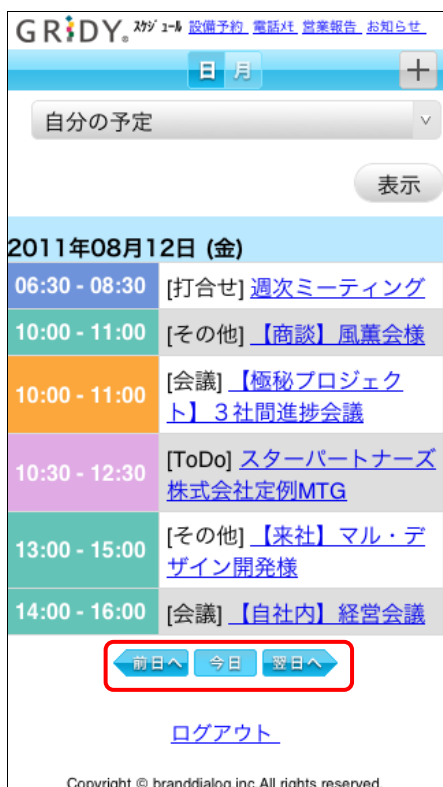 GRiDY® ｽｹｼﾞｭｰﾙ 設備予約 電話ﾒﾓ 営業報告 お知らせ
日 月 +
自分の予定
表示
2011年08月12日 (金)
06:30 - 08:30 [打合せ] 週次ミーティング
10:00 - 11:00 [その他] 【商談】風薫会様
10:00 - 11:00 [会議] 【極秘プロジェク
ト】３社間進捗会議
10:30 - 12:30 [ToDo] スターパートナーズ
株式会社定例MTG
13:00 - 15:00 [その他] 【来社】マル・デ
ザイン開発様
14:00 - 16:00 [会議] 【自社内】経営会議
前日へ 今日 翌日へ
ログアウト
Copyright © branddialog,inc All rights reserved.